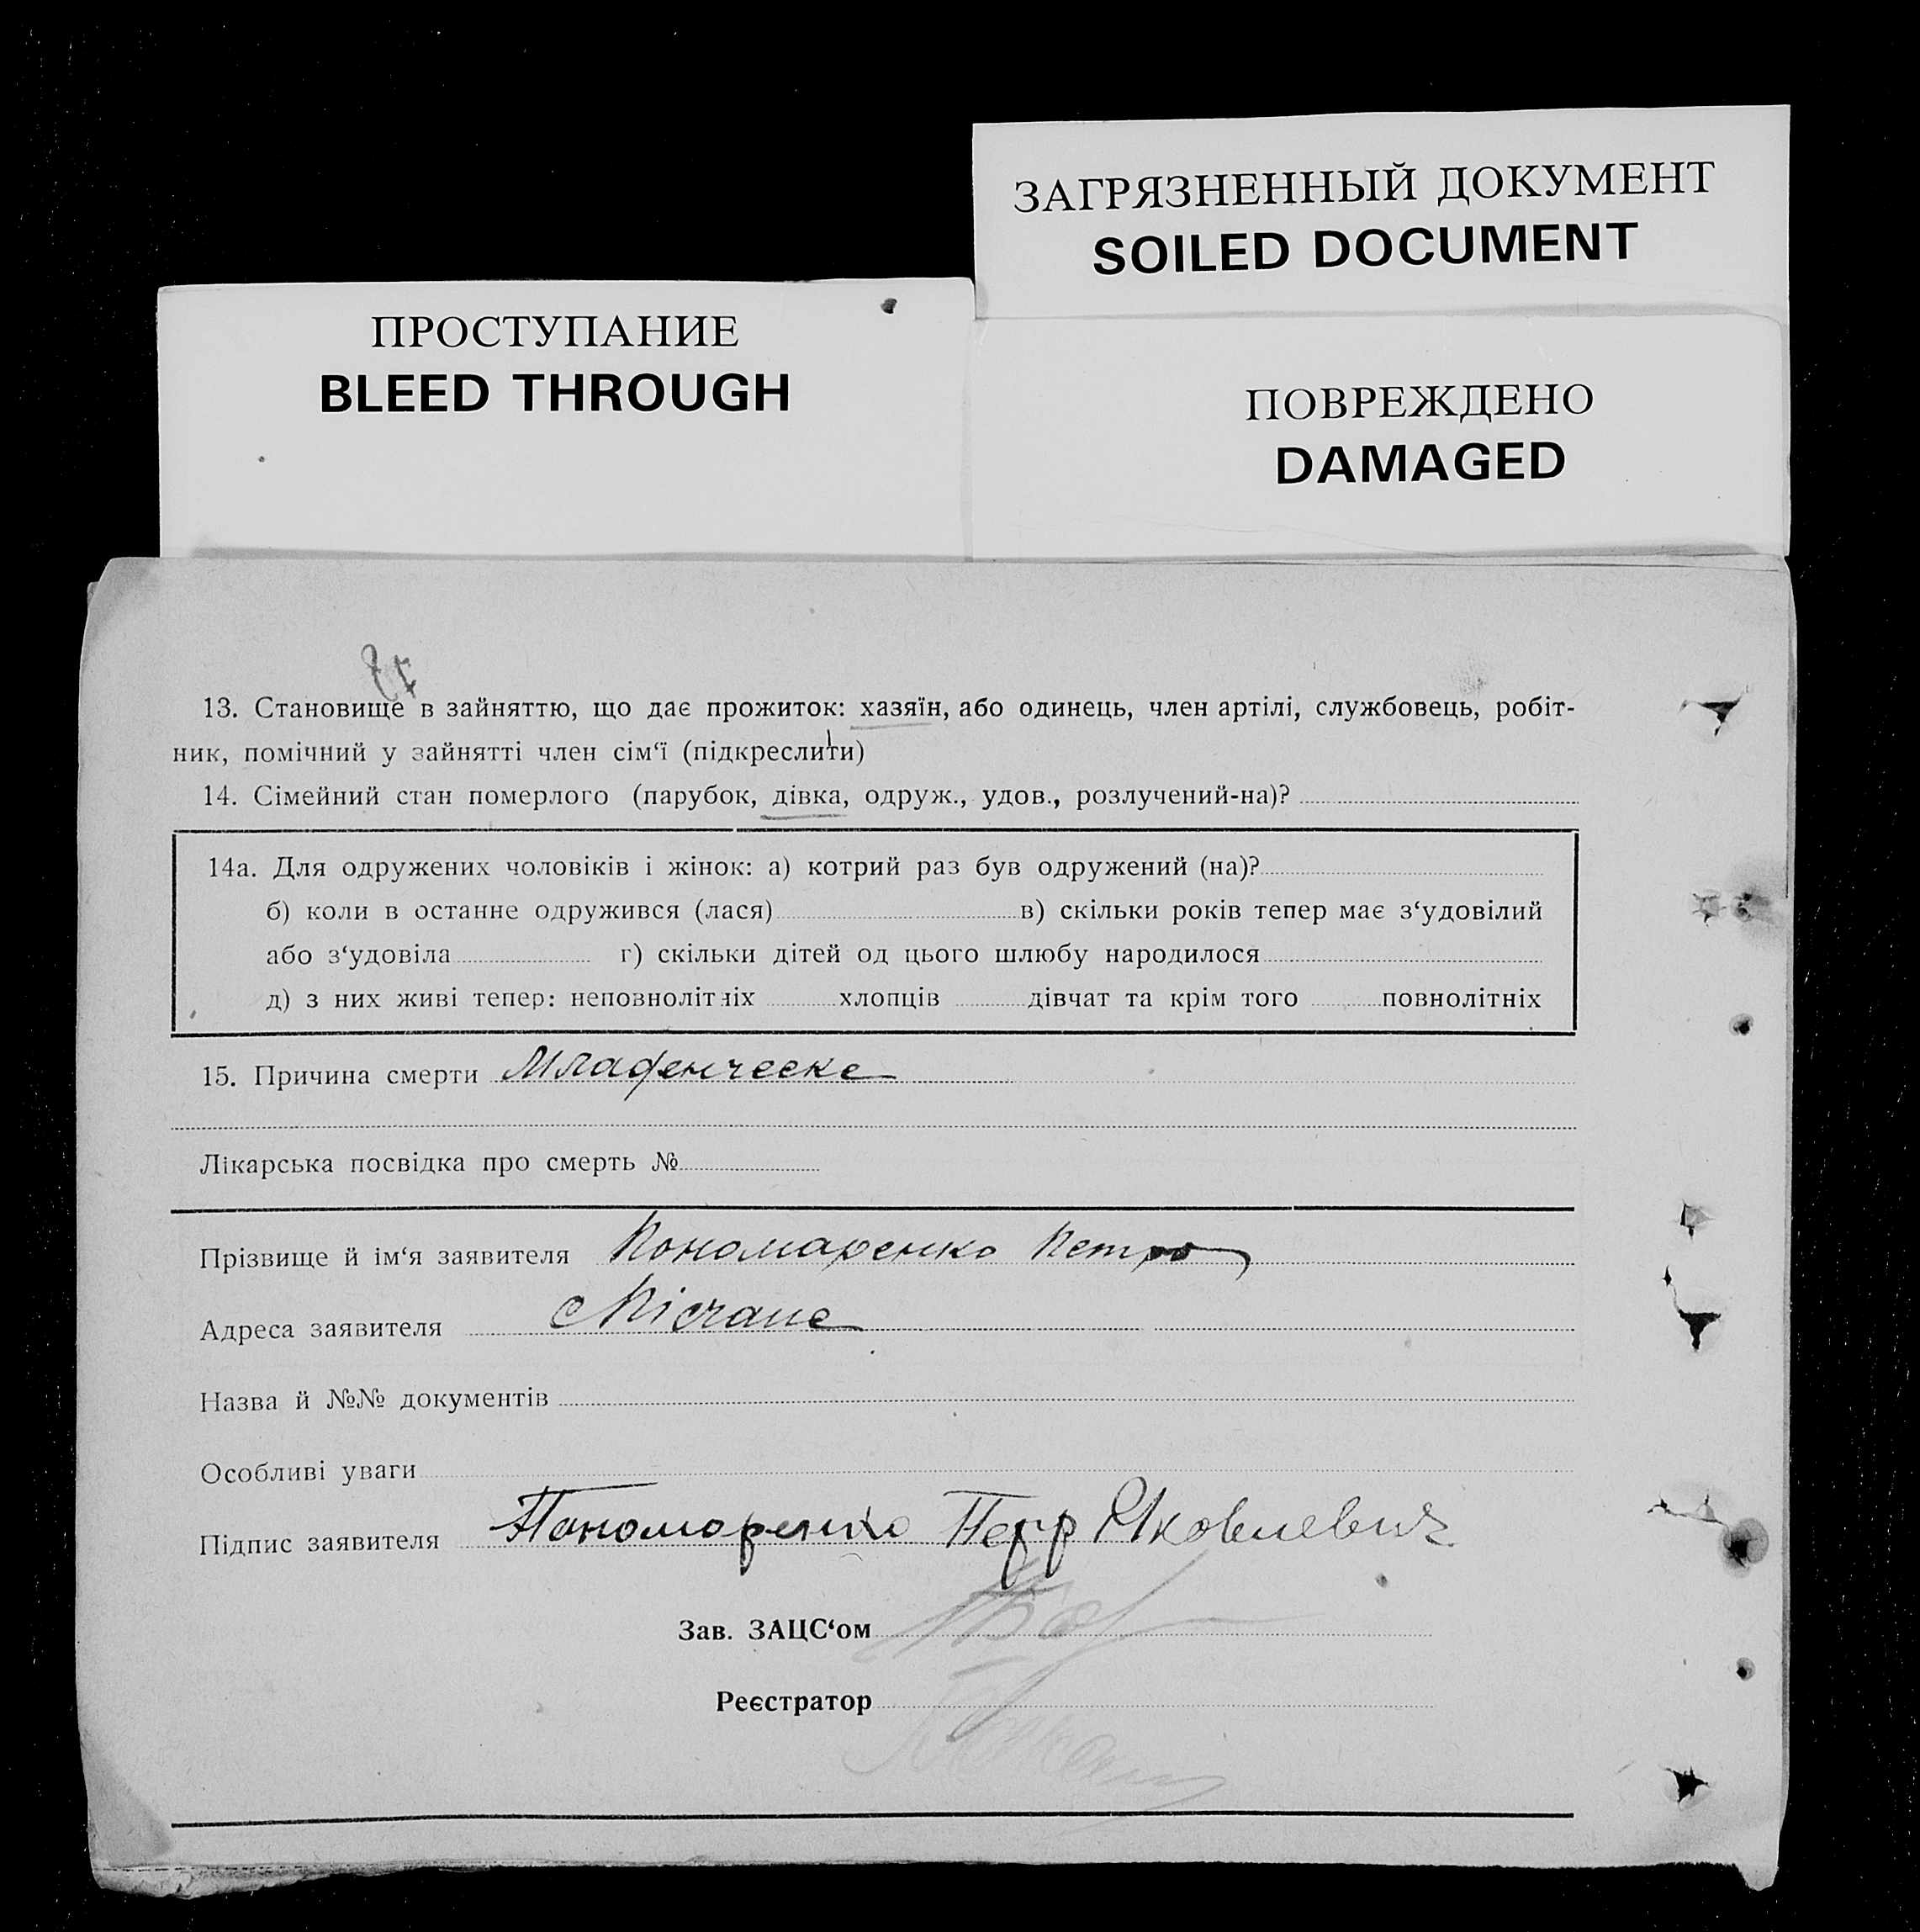 ЗАГРЯЗНЕННЫЙ ДОКУМЕНТ
SOILED DOCUMENT
ПРОСТУПАНИЕ
BLEED THROUGH
ПОВРЕЖДЕНО
DAMAGED
13. Становище в зайняттю, що дає прожиток: хазяїн, або одинець, член артілі, службовець, робіт-
ник, помічний у зайнятті член сім‘ї (підкреслити)
14. Сімейний стан померлого (парубок, дівка, одруж., удов., розлучений-на)?
14а. Для одружених чоловіків і жінок: а) котрий раз був одружений (на)?
б) коли в останне одружився (лася) в) скільки років тепер має з‘удовілий
або з‘удовіла г) скільки дітей од цього шлюбу народилося
д) з них живі тепер: неповнолітніх хлопців дівчат та крім того повнолітніх
15. Причина смерти Младенческе
Лікарська посвідка про смерть №
Прізвище й ім‘я заявителя Пономаренко Петро
Адреса заявителя
Назва й №№ документів
Особливі уваги
Підпис заявителя Пономаренко Петр Яковлевич
Зав. ЗАЦС‘ом
Реєстратор